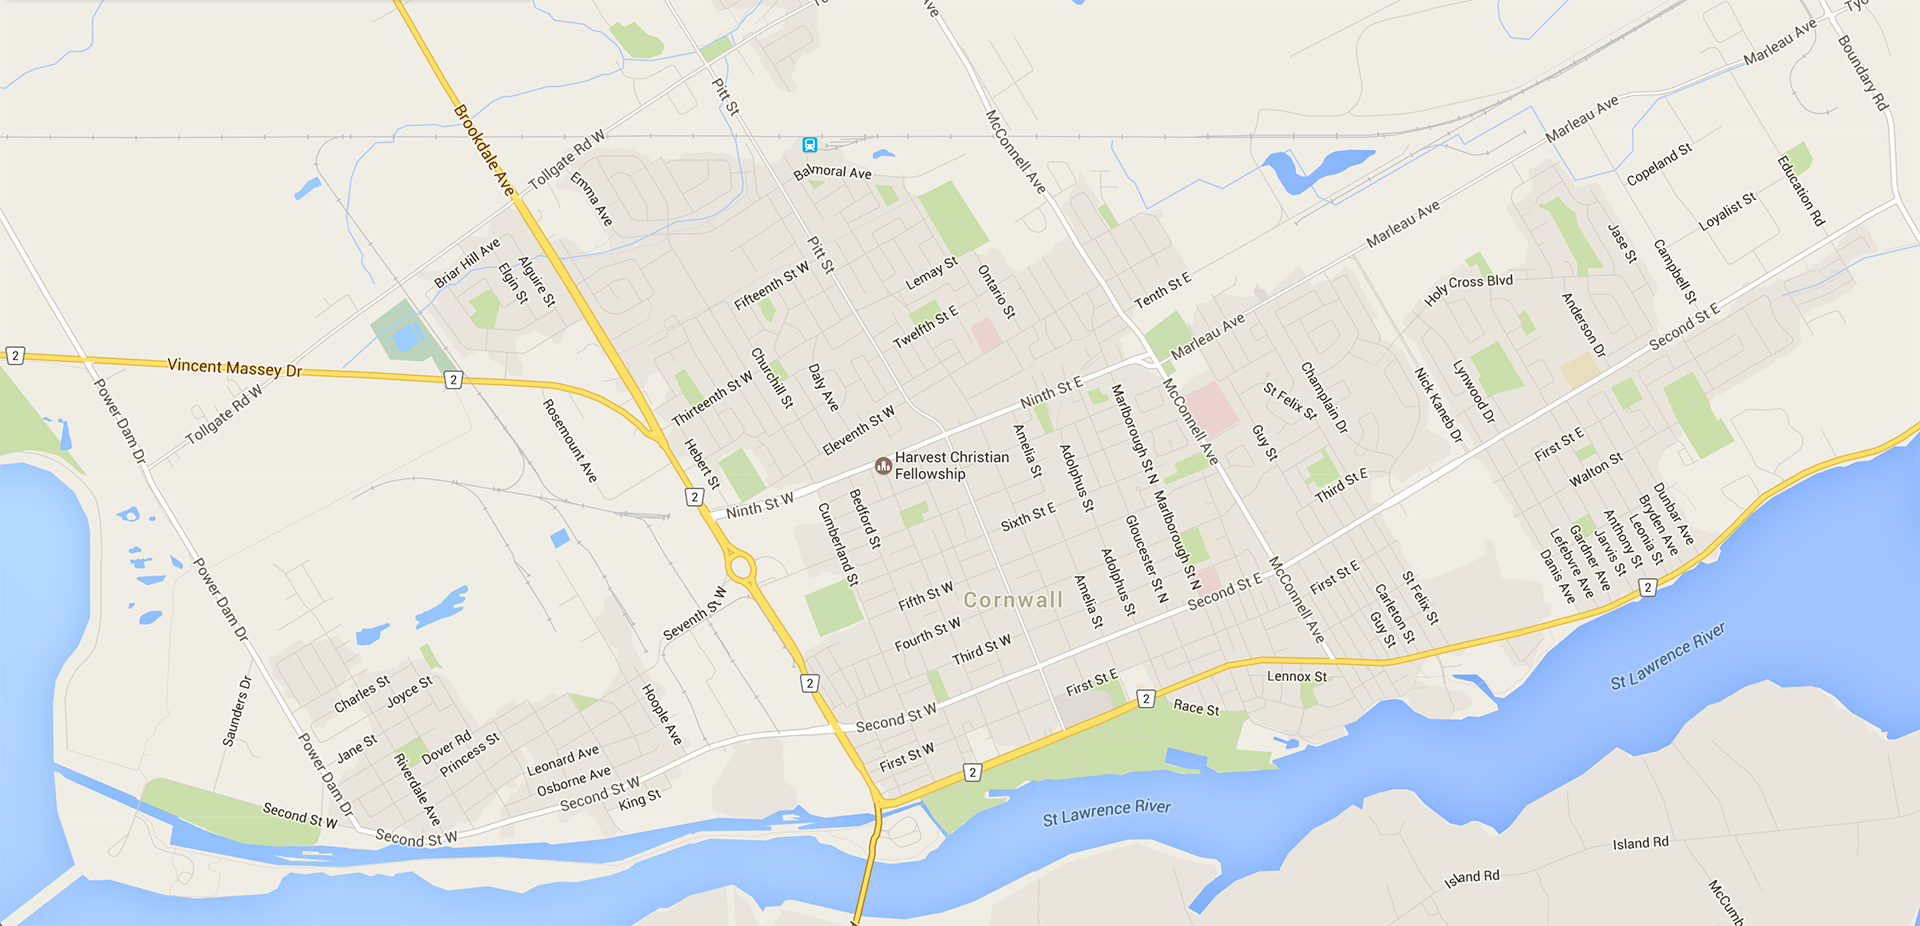 Brookdale Ave
Pitt St
McConnell Ave
Marleau Ave
Boundary Rd
Marleau Ave
Tollgate Rd W
Emma Ave
Balmoral Ave
Copeland St
Education Rd
Loyalist St
Marleau Ave
Pitt St
Briar Hill Ave
Alguire St
Elgin St
Fifteenth St W
Lemay St
Ontario St
Tenth St E
Jase St
Campbell St
Holy Cross Blvd
Anderson Dr
Second St E
Twelfth St E
Marleau Ave
2
Vincent Massey Dr
2
Power Dam Dr
Tollgate Rd W
Rosemount Ave
Churchill St
Daly Ave
Thirteenth St W
Eleventh St W
Ninth St E
Marlborough St N
McConnell Ave
St Felix St
Champlain Dr
Nick Kaneb Dr
Lynwood Dr
Guy St
First St E
Walton St
Hebert St
Harvest Christian
Fellowship
Amelia St
Adolphus St
Third St E
2
Ninth St W
Bedford St
Cumberland St
Sixth St E
Gloucester St N
Marlborough St N
Dunbar Ave
Bryden Ave
Leonia St
Anthony St
Jarvis St
Gardner Ave
Lefebvre Ave
Danis Ave
2
Power Dam Dr
Seventh St W
Fifth St W
Cornwall
Adolphus St
Amelia St
Second St E
McConnell Ave
First St E
St Felix St
Carleton St
Guy St
Fourth St W
Third St W
St Lawrence River
2
First St E
2
Race St
Lennox St
Charles St
Joyce St
Saunders Dr
Hoople Ave
Second St W
Jane St
Dover Rd
Princess St
Power Dam Dr
Riverdale Ave
Leonard Ave
Osborne Ave
Second St W
King St
First St W
2
Second St W
Second St W
St Lawrence River
Island Rd
Island Rd